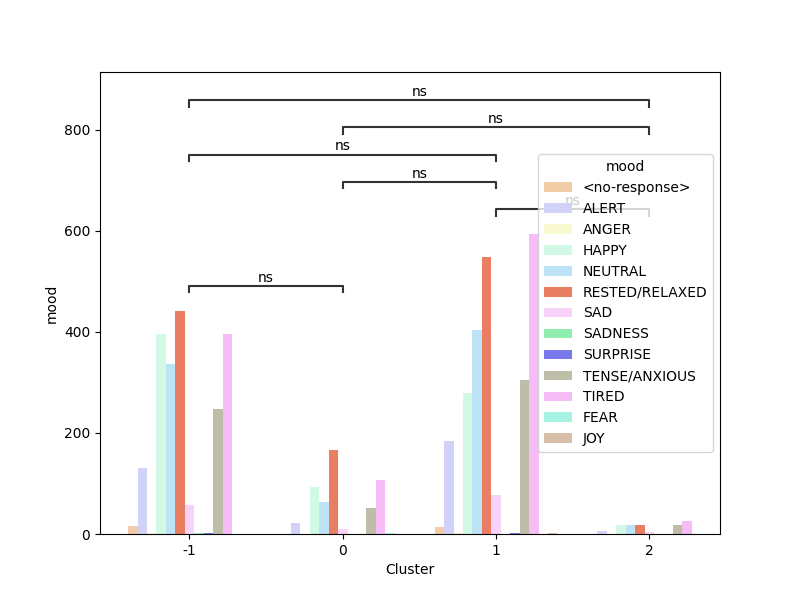 ns
ns
ns
ns
ns
ns
mood
<no-response>
ALERT
ANGER
HAPPY
NEUTRAL
RESTED/RELAXED
SAD
SADNESS
SURPRISE
TENSE/ANXIOUS
TIRED
FEAR
JOY
mood
800
600
400
200
0
-1
0
1
2
Cluster